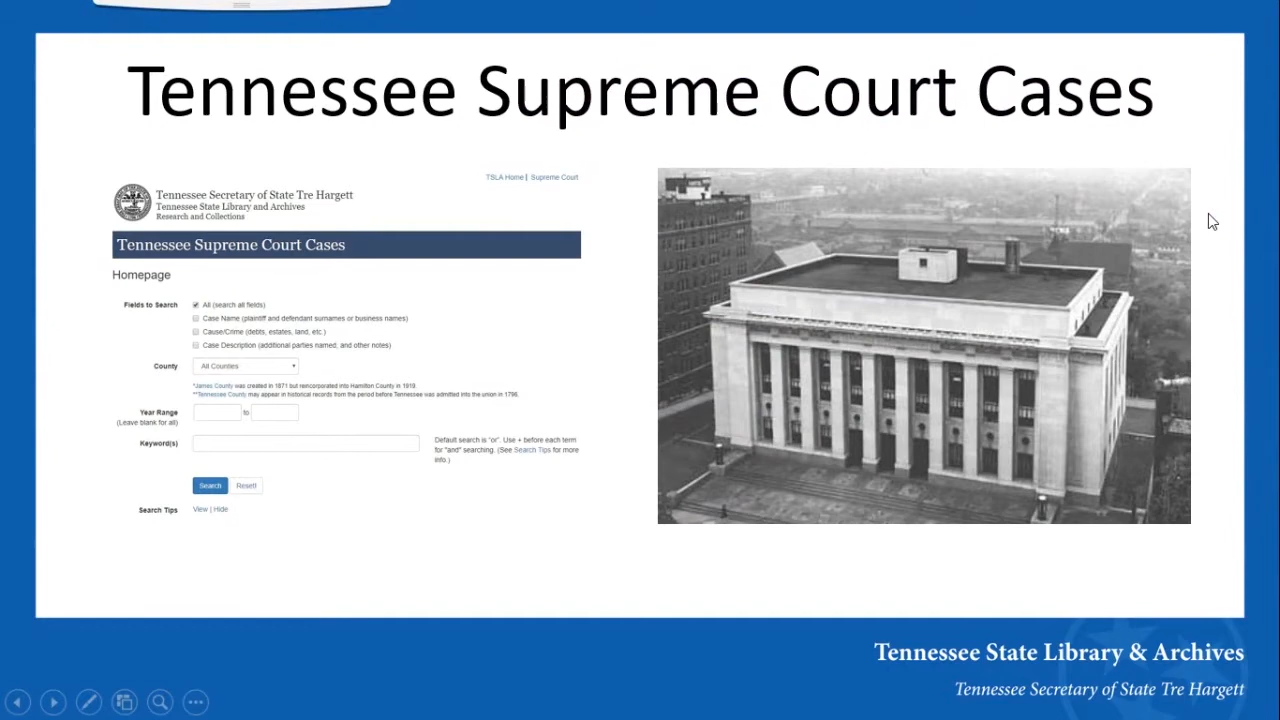 Tennessee Supreme Court Cases
TSLA Home | Supreme Court
Tennessee Secretary of State Tre Hargett
Tennessee State Library and Archives
Research and Collections
Tennessee Supreme Court Cases
Homepage
Fields to Search
All (search all fields)
Case Name (plaintiff and defendant surnames or business names)
Cause/Crime (debts, estates, land, etc.)
Case Description (additional parties named, and other notes)
County
All Counties
*James County was created in 1871 but reincorporated into Hamilton County in 1919.
**Tennessee County may appear in historical records from the period before Tennessee was admitted into the union in 1796.
Year Range
(Leave blank for all)
to
Keyword(s)
Default search is "or". Use + before each term
for "and" searching. (See Search Tips for more
info.)
Search
Reset!
Search Tips
View | Hide
Tennessee State Library & Archives
Tennessee Secretary of State Tre Hargett